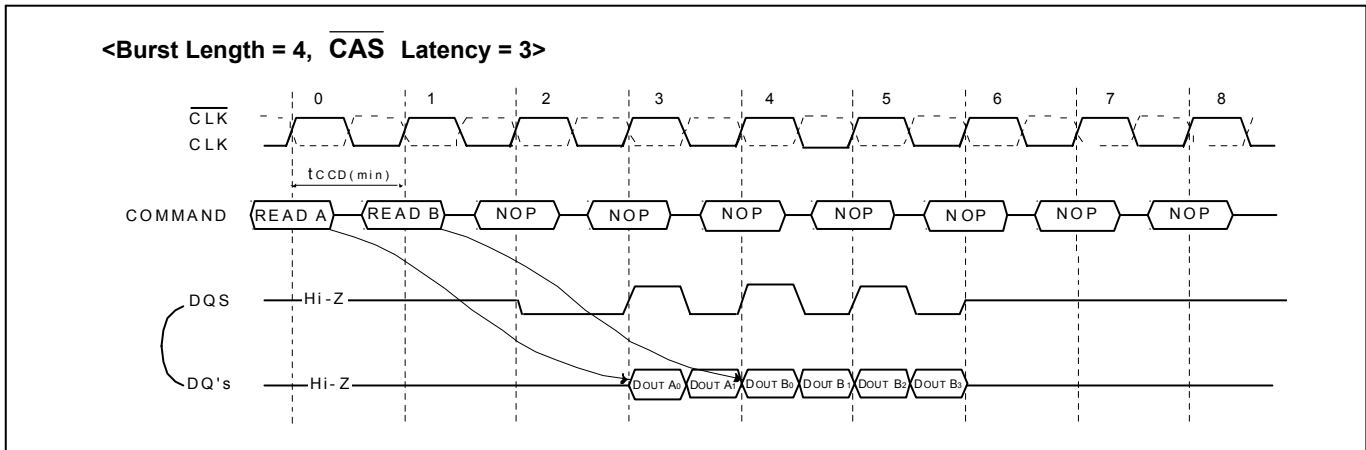 <Burst Length = 4, CAS Latency = 3>
0 1 2 3 4 5 6 7 8
CLK
CLK
tCCD(min)
COMMAND READ A READ B NOP NOP NOP NOP NOP NOP NOP
DQS Hi-Z
DQ's Hi-Z DOUT A0 DOUT A1 DOUT B0 DOUT B1 DOUT B2 DOUT B3